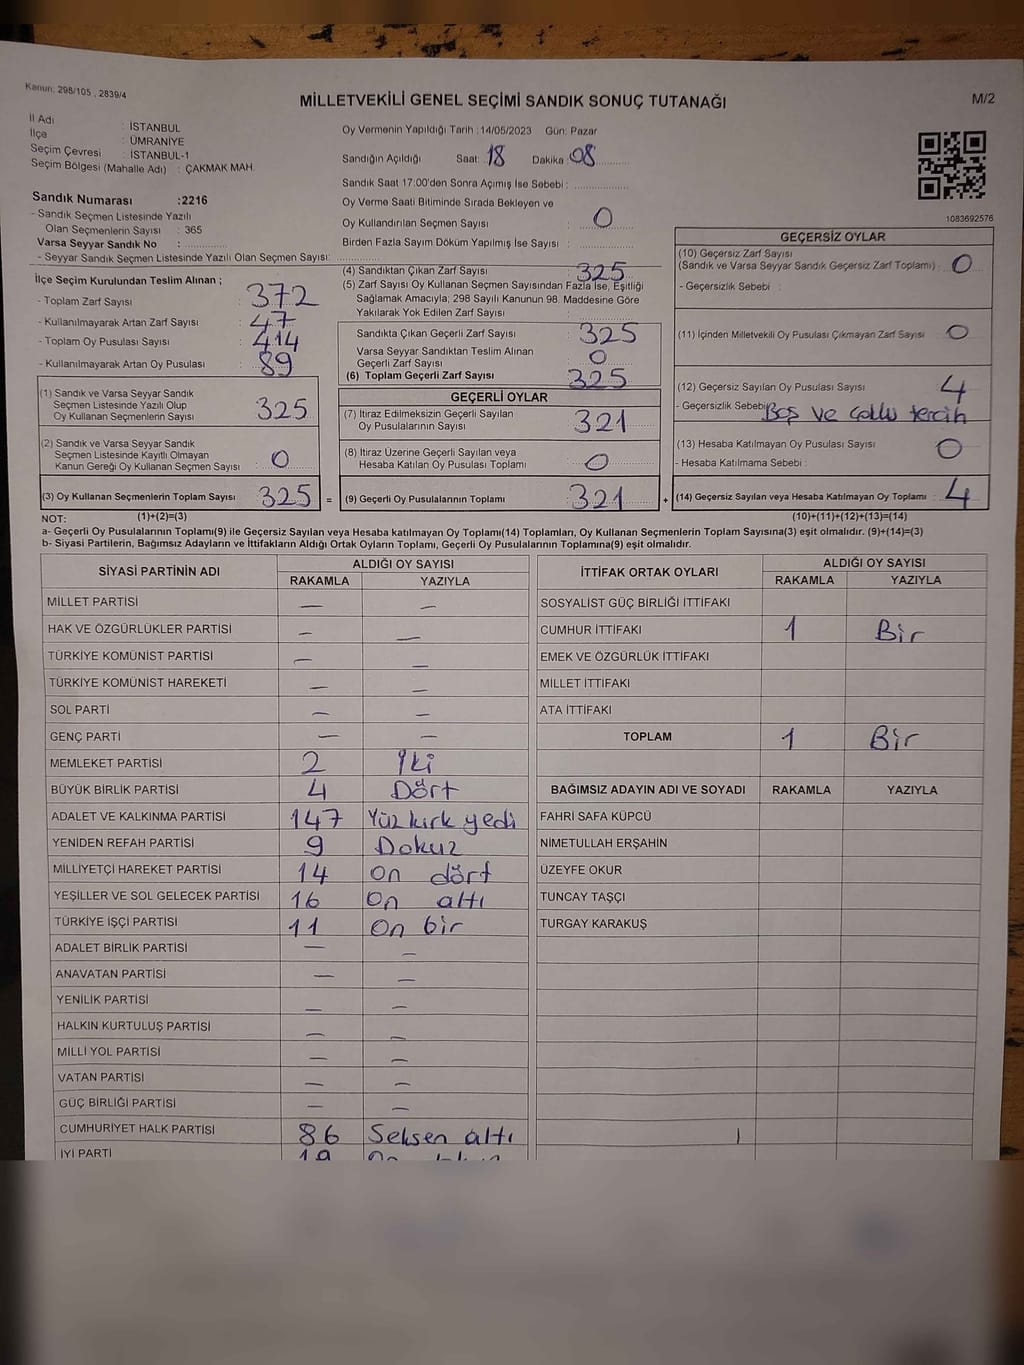 Kanun: 298/105 , 2839/4
MİLLETVEKİLİ GENEL SEÇİMİ SANDIK SONUÇ TUTANAĞI
M/2
İl Adı : İSTANBUL
İlçe : ÜMRANİYE
Seçim Çevresi : İSTANBUL-1
Seçim Bölgesi (Mahalle Adı) : ÇAKMAK MAH.
Oy Vermenin Yapıldığı Tarih : 14/05/2023 Gün: Pazar
Sandığın Açıldığı Saat: 18 Dakika: 08
Sandık Saat 17:00'den Sonra Açımış İse Sebebi :
Oy Verme Saati Bitiminde Sırada Bekleyen ve
Oy Kullandırılan Seçmen Sayısı : 0
Birden Fazla Sayım Döküm Yapılmış İse Sayısı :
1083692576
Sandık Numarası :2216
- Sandık Seçmen Listesinde Yazılı
Olan Seçmenlerin Sayısı : 365
Varsa Seyyar Sandık No :
- Seyyar Sandık Seçmen Listesinde Yazılı Olan Seçmen Sayısı:
İlçe Seçim Kurulundan Teslim Alınan ;
- Toplam Zarf Sayısı : 372
- Kullanılmayarak Artan Zarf Sayısı : 47
- Toplam Oy Pusulası Sayısı : 414
- Kullanılmayarak Artan Oy Pusulası : 89
(1) Sandık ve Varsa Seyyar Sandık
Seçmen Listesinde Yazılı Olup
Oy Kullanan Seçmenlerin Sayısı : 325
(2) Sandık ve Varsa Seyyar Sandık
Seçmen Listesinde Kayıtlı Olmayan
Kanun Gereği Oy Kullanan Seçmen Sayısı : 0
(3) Oy Kullanan Seçmenlerin Toplam Sayısı : 325 =
(1)+(2)=(3)
(4) Sandıktan Çıkan Zarf Sayısı : 325
(5) Zarf Sayısı Oy Kullanan Seçmen Sayısından Fazla İse, Eşitliği
Sağlamak Amacıyla; 298 Sayılı Kanunun 98. Maddesine Göre
Yakılarak Yok Edilen Zarf Sayısı :
Sandıkta Çıkan Geçerli Zarf Sayısı : 325
Varsa Seyyar Sandıktan Teslim Alınan
Geçerli Zarf Sayısı : 0
(6) Toplam Geçerli Zarf Sayısı : 325
GEÇERLİ OYLAR
(7) İtiraz Edilmeksizin Geçerli Sayılan
Oy Pusulalarının Sayısı : 321
(8) İtiraz Üzerine Geçerli Sayılan veya
Hesaba Katılan Oy Pusulası Toplamı : 0
(9) Geçerli Oy Pusulalarının Toplamı : 321 +
GEÇERSİZ OYLAR
(10) Geçersiz Zarf Sayısı
(Sandık ve Varsa Seyyar Sandık Geçersiz Zarf Toplamı) : 0
- Geçersizlik Sebebi :
(11) İçinden Milletvekili Oy Pusulası Çıkmayan Zarf Sayısı : 0
(12) Geçersiz Sayılan Oy Pusulası Sayısı : 4
- Geçersizlik Sebebi: Boş ve çoklu tercih
(13) Hesaba Katılmayan Oy Pusulası Sayısı : 0
- Hesaba Katılmama Sebebi :
(14) Geçersiz Sayılan veya Hesaba Katılmayan Oy Toplamı : 4
(10)+(11)+(12)+(13)=(14)
NOT:
a- Geçerli Oy Pusulalarının Toplamı(9) ile Geçersiz Sayılan veya Hesaba katılmayan Oy Toplamı(14) Toplamları, Oy Kullanan Seçmenlerin Toplam Sayısına(3) eşit olmalıdır. (9)+(14)=(3)
b- Siyasi Partilerin, Bağımsız Adayların ve İttifakların Aldığı Ortak Oyların Toplamı, Geçerli Oy Pusulalarının Toplamına(9) eşit olmalıdır.
SİYASİ PARTİNİN ADI ALDIĞI OY SAYISI
RAKAMLA YAZIYLA
MİLLET PARTİSİ — —
HAK VE ÖZGÜRLÜKLER PARTİSİ — —
TÜRKİYE KOMÜNİST PARTİSİ — —
TÜRKİYE KOMÜNİST HAREKETİ — —
SOL PARTİ — —
GENÇ PARTİ — —
MEMLEKET PARTİSİ 2 İki
BÜYÜK BİRLİK PARTİSİ 4 Dört
ADALET VE KALKINMA PARTİSİ 147 Yüz kırk yedi
YENİDEN REFAH PARTİSİ 9 Dokuz
MİLLİYETÇİ HAREKET PARTİSİ 14 On dört
YEŞİLLER VE SOL GELECEK PARTİSİ 16 On altı
TÜRKİYE İŞÇİ PARTİSİ 11 On bir
ADALET BİRLİK PARTİSİ — —
ANAVATAN PARTİSİ — —
YENİLİK PARTİSİ — —
HALKIN KURTULUŞ PARTİSİ — —
MİLLİ YOL PARTİSİ — —
VATAN PARTİSİ — —
GÜÇ BİRLİĞİ PARTİSİ — —
CUMHURİYET HALK PARTİSİ 86 Seksen altı
İYİ PARTİ
İTTİFAK ORTAK OYLARI ALDIĞI OY SAYISI
RAKAMLA YAZIYLA
SOSYALİST GÜÇ BİRLİĞİ İTTİFAKI
CUMHUR İTTİFAKI 1 Bir
EMEK VE ÖZGÜRLÜK İTTİFAKI
MİLLET İTTİFAKI
ATA İTTİFAKI
TOPLAM 1 Bir
BAĞIMSIZ ADAYIN ADI VE SOYADI RAKAMLA YAZIYLA
FAHRİ SAFA KÜPCÜ
NİMETULLAH ERŞAHİN
ÜZEYFE OKUR
TUNCAY TAŞÇI
TURGAY KARAKUŞ